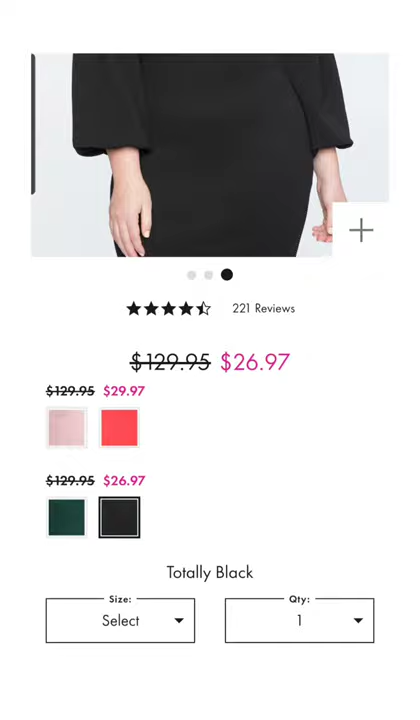 221 Reviews
$129.95 $26.97
$129.95 $29.97
$129.95 $26.97
Totally Black
Size: Qty:
Select 1